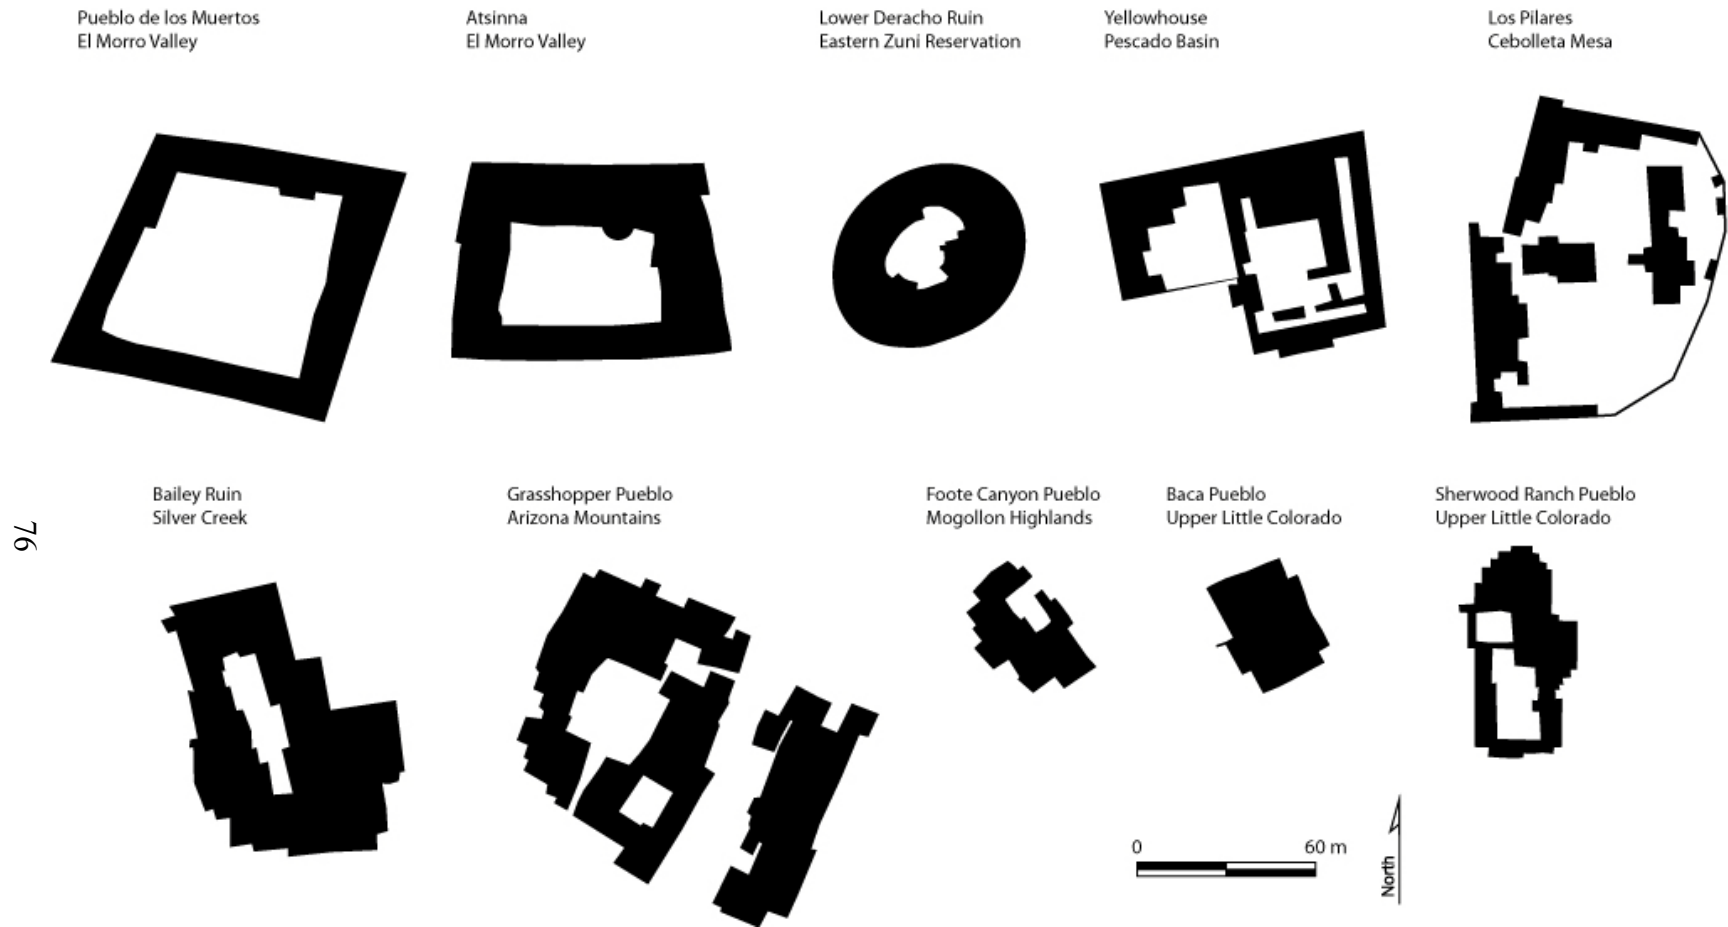 Pueblo de los Muertos
El Morro Valley
Atsinna
El Morro Valley
Lower Deracho Ruin
Eastern Zuni Reservation
Yellowhouse
Pescado Basin
Los Pilares
Cebolleta Mesa
Bailey Ruin
Silver Creek
Grasshopper Pueblo
Arizona Mountains
Foote Canyon Pueblo
Mogollon Highlands
Baca Pueblo
Upper Little Colorado
Sherwood Ranch Pueblo
Upper Little Colorado
76
0 60 m
North